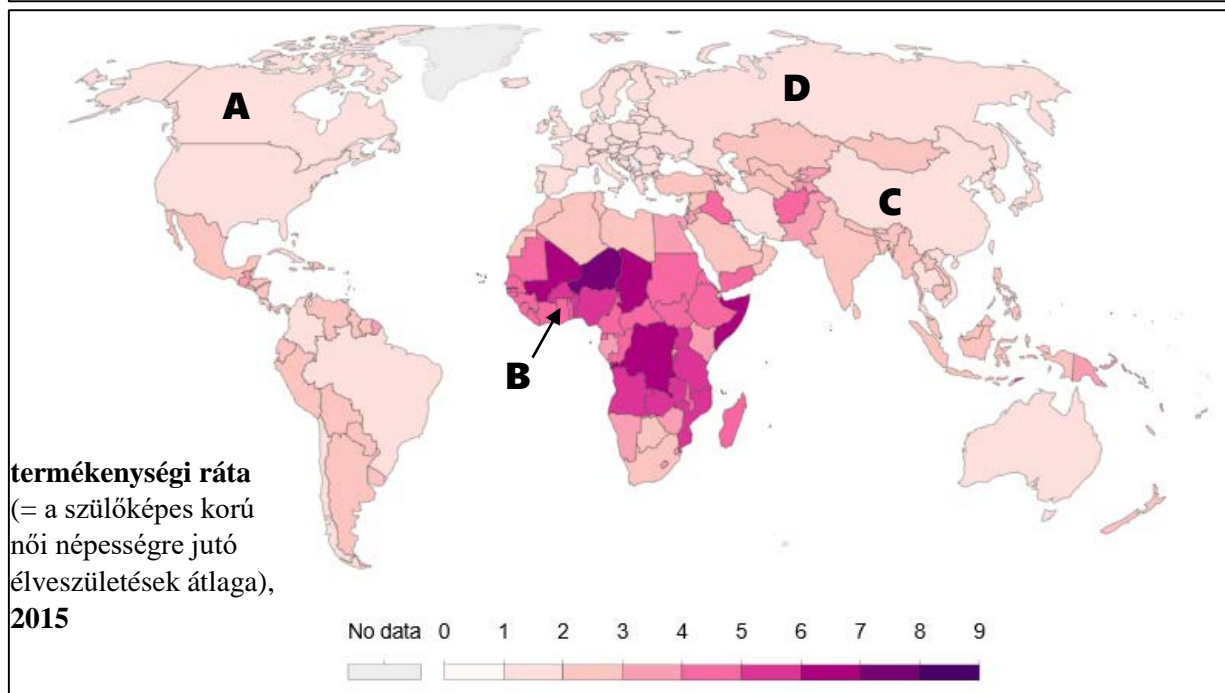 A
D
C
B
termékenységi ráta
(= a szülőképes korú
női népességre jutó
élveszületések átlaga),
2015
No data 0 1 2 3 4 5 6 7 8 9